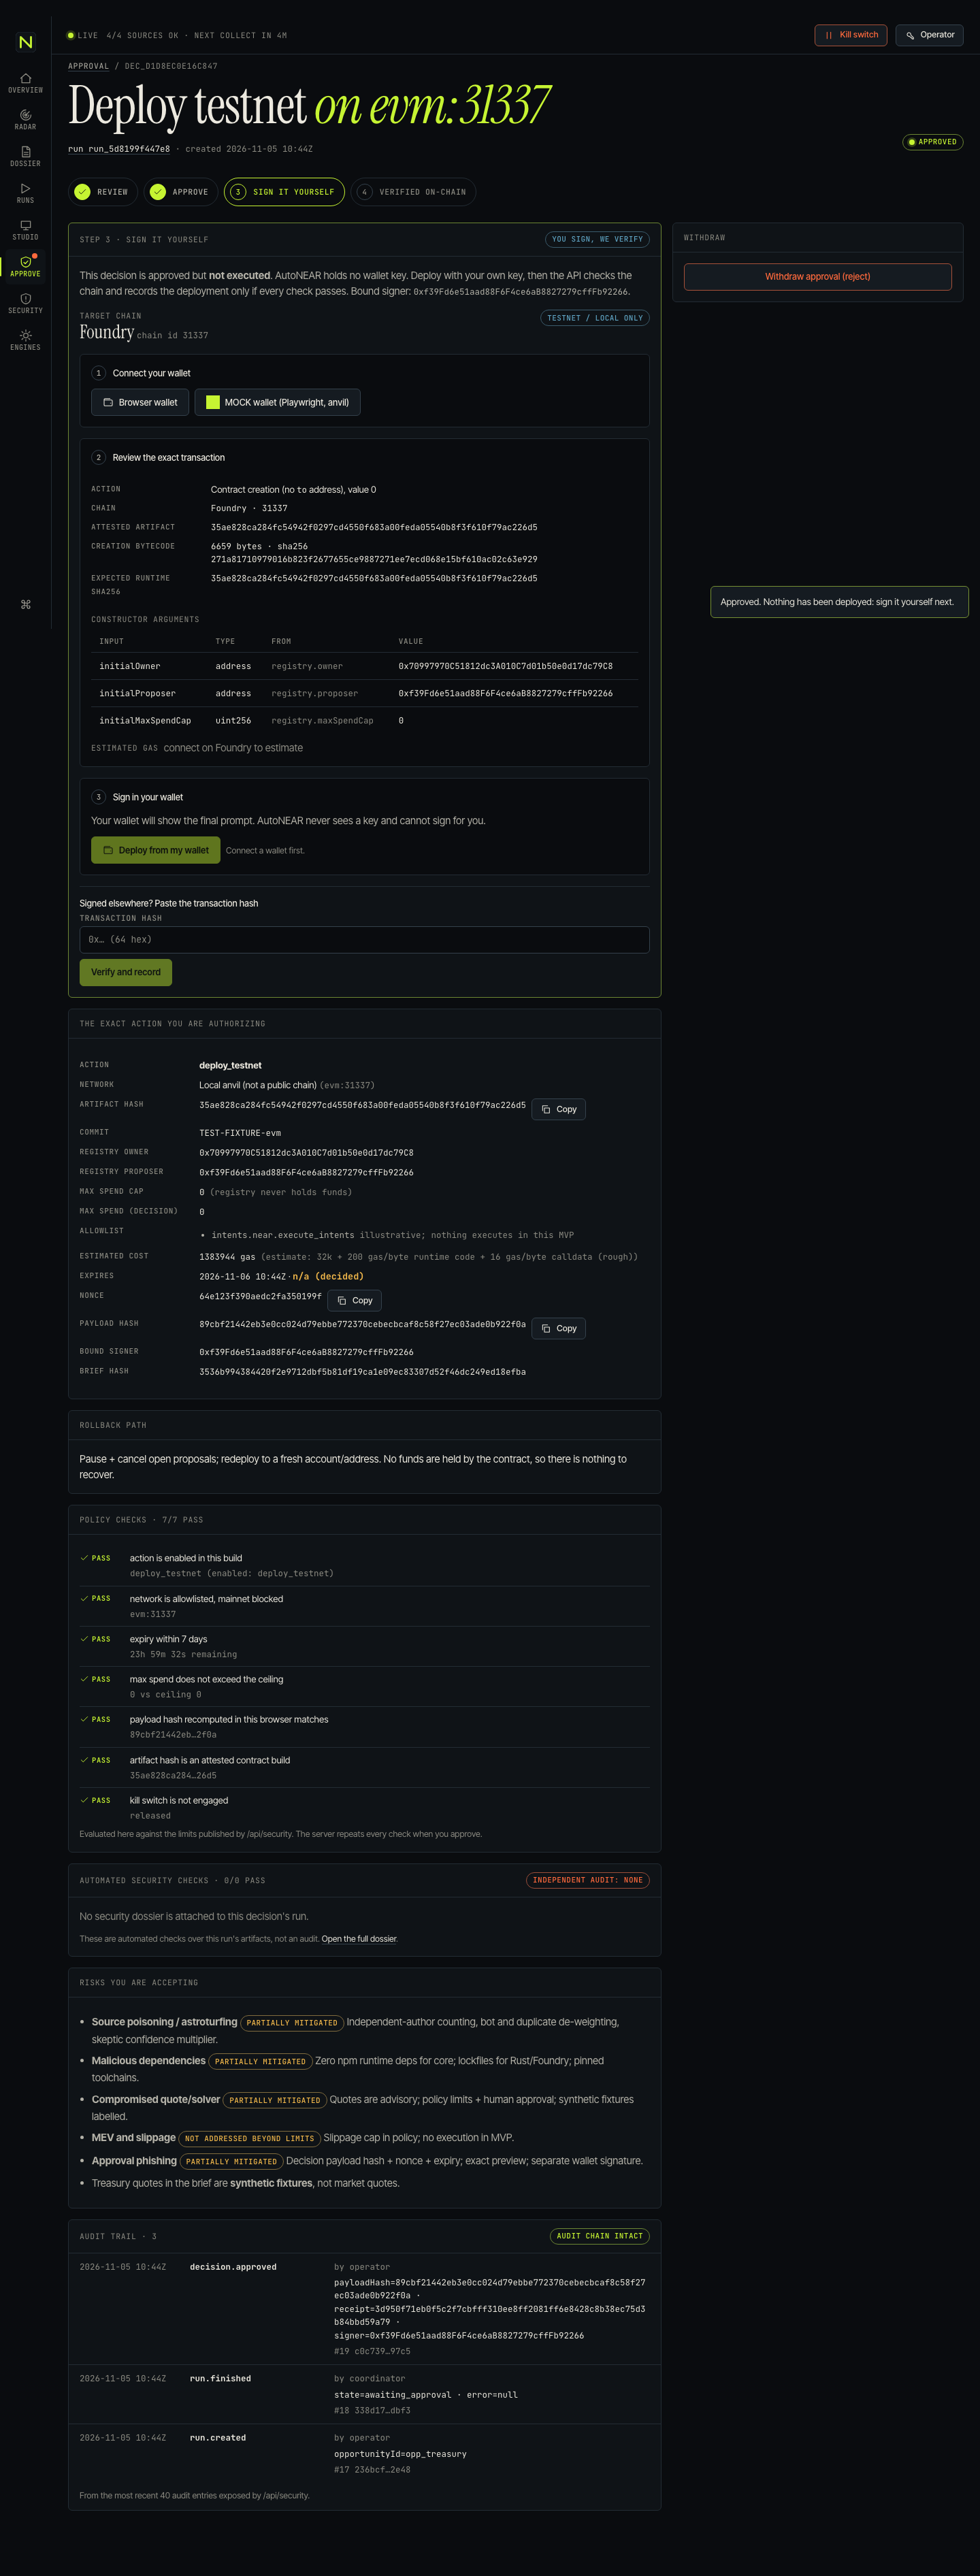 N
LIVE 4/4 SOURCES OK · NEXT COLLECT IN 4M
Kill switch
Operator
OVERVIEW
RADAR
DOSSIER
RUNS
STUDIO
APPROVE
SECURITY
ENGINES
⌘
APPROVAL / DEC_D1D8EC0E16C847
Deploy testnet on evm:31337
run run_5d8199f447e8 · created 2026-11-05 10:44Z
APPROVED
REVIEW
APPROVE
3 SIGN IT YOURSELF
4 VERIFIED ON-CHAIN
STEP 3 · SIGN IT YOURSELF
YOU SIGN, WE VERIFY
This decision is approved but not executed. AutoNEAR holds no wallet key. Deploy with your own key, then the API checks the
chain and records the deployment only if every check passes. Bound signer: 0xf39Fd6e51aad88F6F4ce6aB8827279cffFb92266.
TARGET CHAIN
Foundry chain id 31337
TESTNET / LOCAL ONLY
1 Connect your wallet
Browser wallet
MOCK wallet (Playwright, anvil)
2 Review the exact transaction
ACTION Contract creation (no to address), value 0
CHAIN Foundry · 31337
ATTESTED ARTIFACT 35ae828ca284fc54942f0297cd4550f683a00feda05540b8f3f610f79ac226d5
CREATION BYTECODE 6659 bytes · sha256
271a81710979016b823f2677655ce9887271ee7ecd068e15bf610ac02c63e929
EXPECTED RUNTIME 35ae828ca284fc54942f0297cd4550f683a00feda05540b8f3f610f79ac226d5
SHA256
CONSTRUCTOR ARGUMENTS
INPUT TYPE FROM VALUE
initialOwner address registry.owner 0x70997970C51812dc3A010C7d01b50e0d17dc79C8
initialProposer address registry.proposer 0xf39Fd6e51aad88F6F4ce6aB8827279cffFb92266
initialMaxSpendCap uint256 registry.maxSpendCap 0
ESTIMATED GAS connect on Foundry to estimate
3 Sign in your wallet
Your wallet will show the final prompt. AutoNEAR never sees a key and cannot sign for you.
Deploy from my wallet
Connect a wallet first.
Signed elsewhere? Paste the transaction hash
TRANSACTION HASH
0x… (64 hex)
Verify and record
WITHDRAW
Withdraw approval (reject)
Approved. Nothing has been deployed: sign it yourself next.
THE EXACT ACTION YOU ARE AUTHORIZING
ACTION deploy_testnet
NETWORK Local anvil (not a public chain) (evm:31337)
ARTIFACT HASH 35ae828ca284fc54942f0297cd4550f683a00feda05540b8f3f610f79ac226d5 Copy
COMMIT TEST-FIXTURE-evm
REGISTRY OWNER 0x70997970C51812dc3A010C7d01b50e0d17dc79C8
REGISTRY PROPOSER 0xf39Fd6e51aad88F6F4ce6aB8827279cffFb92266
MAX SPEND CAP 0 (registry never holds funds)
MAX SPEND (DECISION) 0
ALLOWLIST • intents.near.execute_intents illustrative; nothing executes in this MVP
ESTIMATED COST 1383944 gas (estimate: 32k + 200 gas/byte runtime code + 16 gas/byte calldata (rough))
EXPIRES 2026-11-06 10:44Z · n/a (decided)
NONCE 64e123f390aedc2fa350199f Copy
PAYLOAD HASH 89cbf21442eb3e0cc024d79ebbe772370cebecbcaf8c58f27ec03ade0b922f0a Copy
BOUND SIGNER 0xf39Fd6e51aad88F6F4ce6aB8827279cffFb92266
BRIEF HASH 3536b994384420f2e9712dbf5b81df19ca1e09ec83307d52f46dc249ed18efba
ROLLBACK PATH
Pause + cancel open proposals; redeploy to a fresh account/address. No funds are held by the contract, so there is nothing to
recover.
POLICY CHECKS · 7/7 PASS
PASS action is enabled in this build
deploy_testnet (enabled: deploy_testnet)
PASS network is allowlisted, mainnet blocked
evm:31337
PASS expiry within 7 days
23h 59m 32s remaining
PASS max spend does not exceed the ceiling
0 vs ceiling 0
PASS payload hash recomputed in this browser matches
89cbf21442eb…2f0a
PASS artifact hash is an attested contract build
35ae828ca284…26d5
PASS kill switch is not engaged
released
Evaluated here against the limits published by /api/security. The server repeats every check when you approve.
AUTOMATED SECURITY CHECKS · 0/0 PASS
INDEPENDENT AUDIT: NONE
No security dossier is attached to this decision's run.
These are automated checks over this run's artifacts, not an audit. Open the full dossier.
RISKS YOU ARE ACCEPTING
• Source poisoning / astroturfing PARTIALLY MITIGATED Independent-author counting, bot and duplicate de-weighting,
skeptic confidence multiplier.
• Malicious dependencies PARTIALLY MITIGATED Zero npm runtime deps for core; lockfiles for Rust/Foundry; pinned
toolchains.
• Compromised quote/solver PARTIALLY MITIGATED Quotes are advisory; policy limits + human approval; synthetic fixtures
labelled.
• MEV and slippage NOT ADDRESSED BEYOND LIMITS Slippage cap in policy; no execution in MVP.
• Approval phishing PARTIALLY MITIGATED Decision payload hash + nonce + expiry; exact preview; separate wallet signature.
• Treasury quotes in the brief are synthetic fixtures, not market quotes.
AUDIT TRAIL · 3
AUDIT CHAIN INTACT
2026-11-05 10:44Z decision.approved by operator
payloadHash=89cbf21442eb3e0cc024d79ebbe772370cebecbcaf8c58f27
ec03ade0b922f0a ·
receipt=3d950f71eb0f5c2f7cbfff310ee8ff2081ff6e8428c8b38ec75d3
b84bbd59a79 ·
signer=0xf39Fd6e51aad88F6F4ce6aB8827279cffFb92266
#19 c0c739…97c5
2026-11-05 10:44Z run.finished by coordinator
state=awaiting_approval · error=null
#18 338d17…dbf3
2026-11-05 10:44Z run.created by operator
opportunityId=opp_treasury
#17 236bcf…2e48
From the most recent 40 audit entries exposed by /api/security.